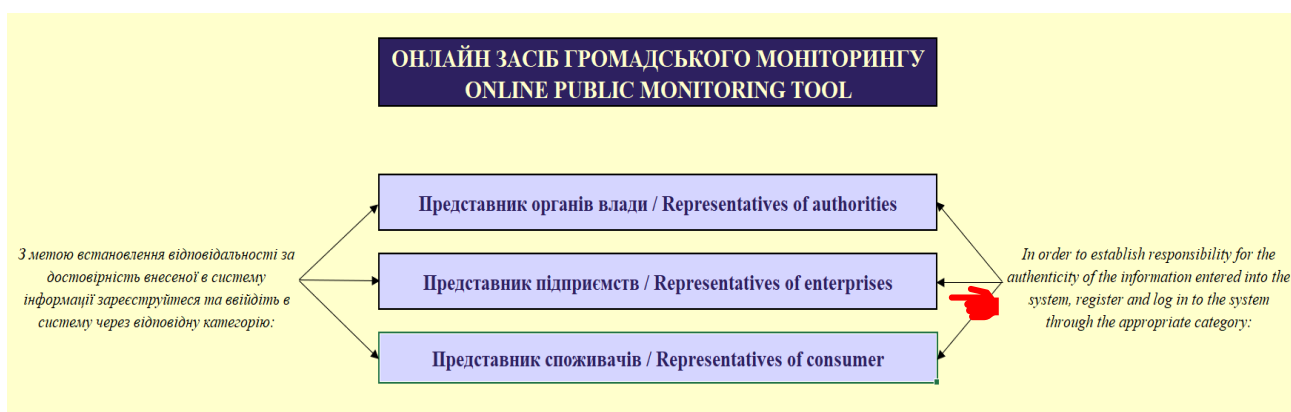 ОНЛАЙН ЗАСІБ ГРОМАДСЬКОГО МОНІТОРИНГУ
ONLINE PUBLIC MONITORING TOOL
Представник органів влади / Representatives of authorities
З метою встановлення відповідальності за
достовірність внесеної в систему
інформації зареєструйтеся та ввійдіть в
систему через відповідну категорію:
Представник підприємств / Representatives of enterprises
In order to establish responsibility for the
authenticity of the information entered into the
system, register and log in to the system
through the appropriate category:
Представник споживачів / Representatives of consumer